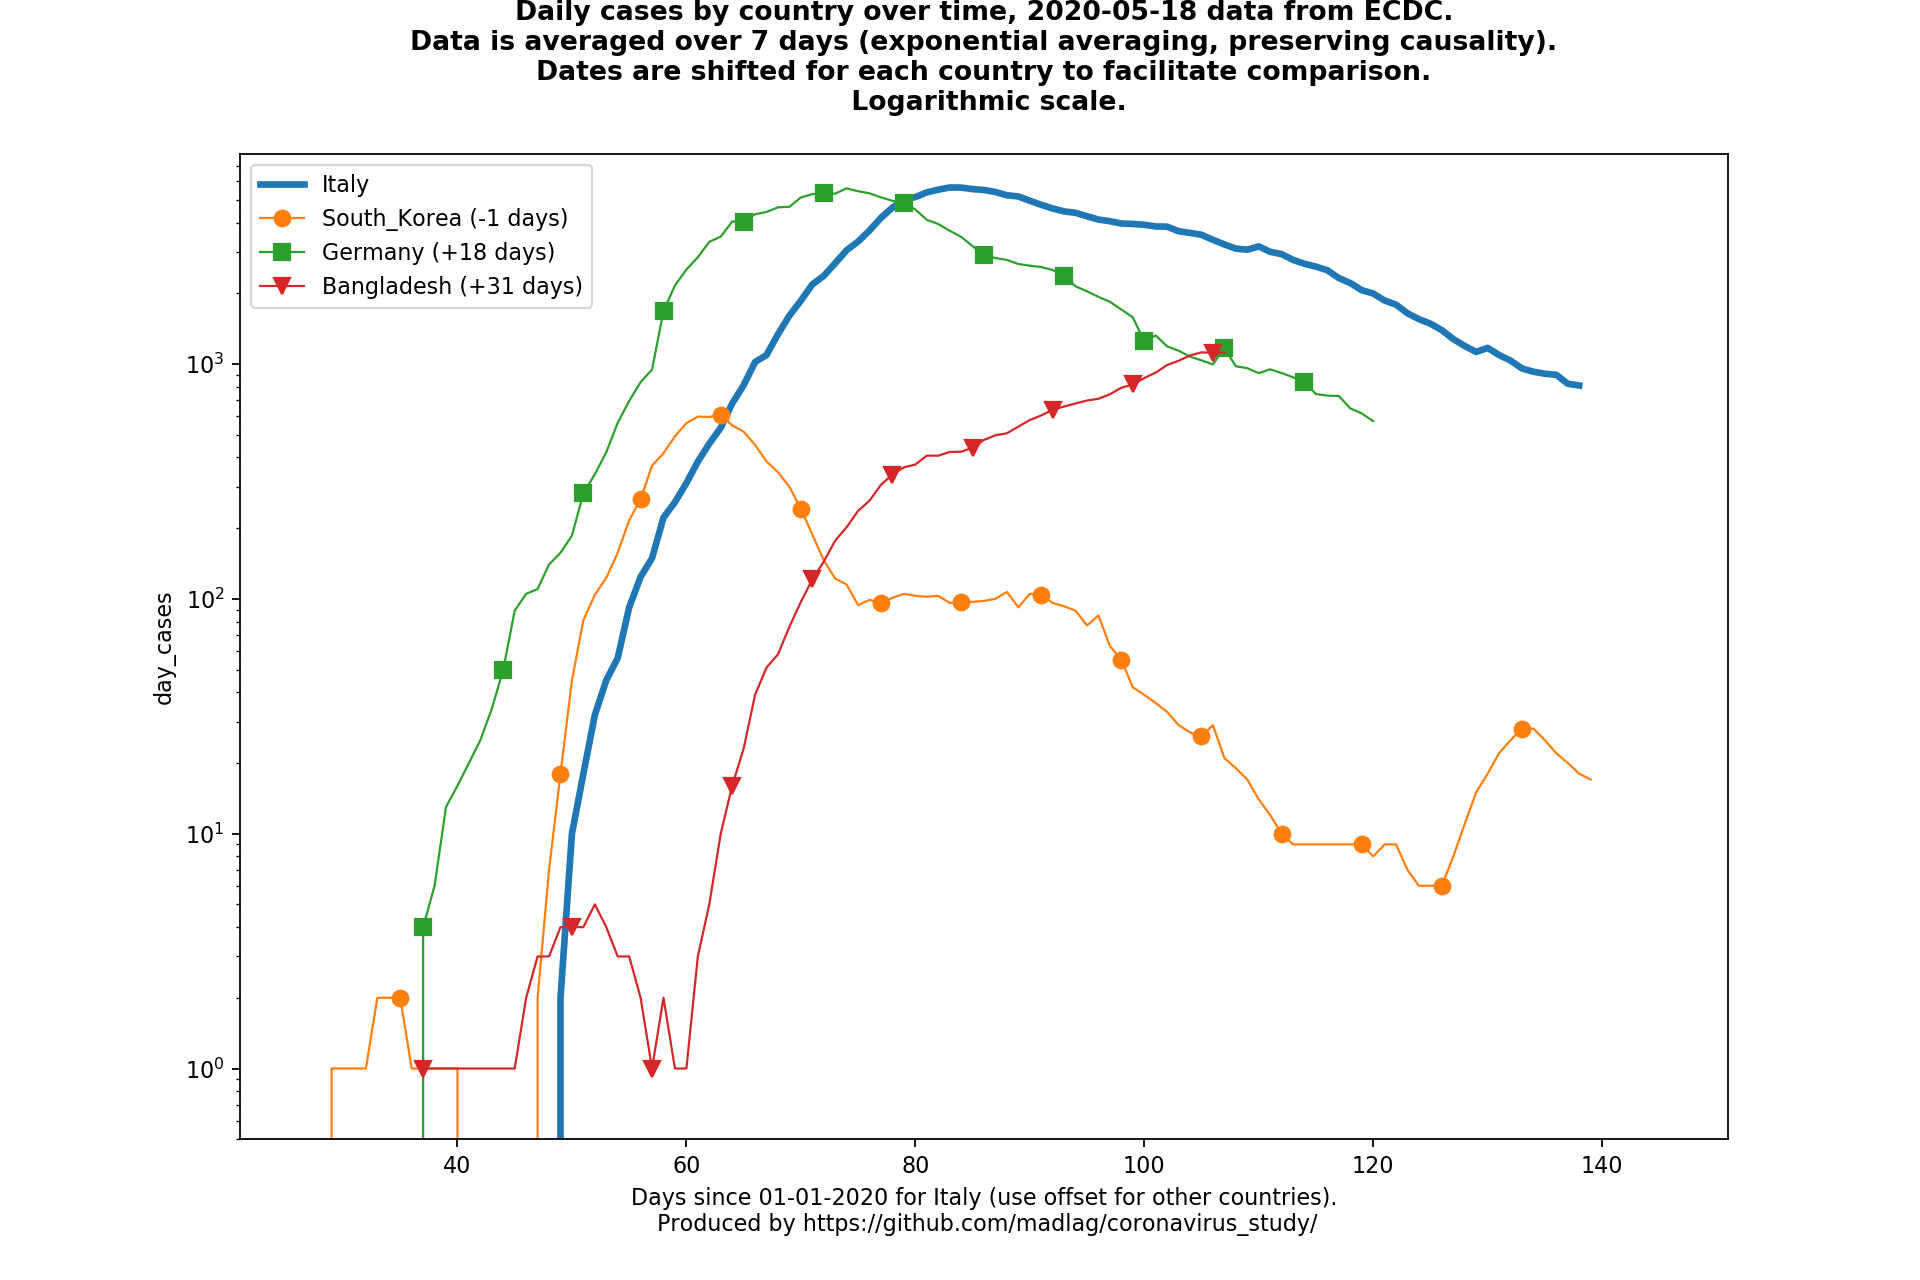 Daily cases by country over time, 2020-05-18 data from ECDC.
Data is averaged over 7 days (exponential averaging, preserving causality).
Dates are shifted for each country to facilitate comparison.
Logarithmic scale.
Italy
South_Korea (-1 days)
Germany (+18 days)
Bangladesh (+31 days)
day_cases
10³
10²
10¹
10⁰
40 60 80 100 120 140
Days since 01-01-2020 for Italy (use offset for other countries).
Produced by https://github.com/madlag/coronavirus_study/